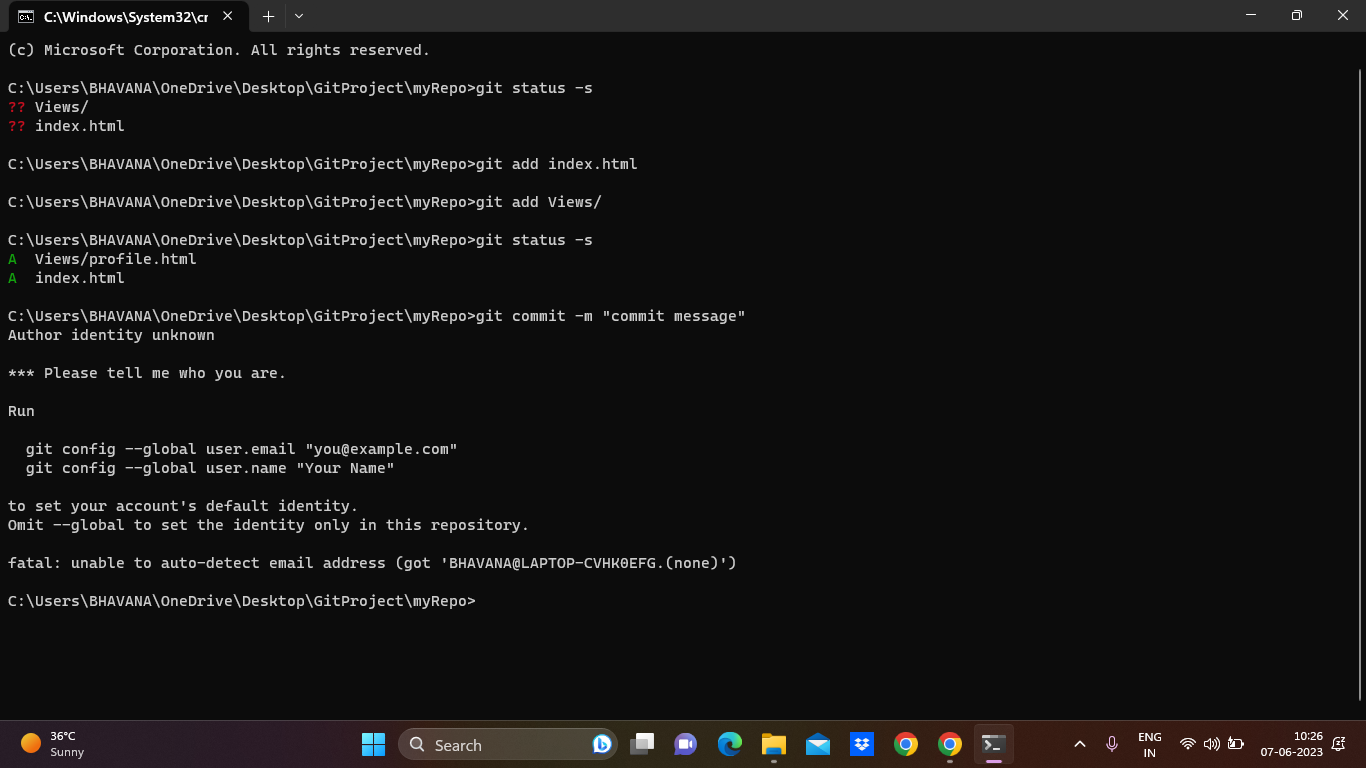 C:\Windows\System32\cr
(c) Microsoft Corporation. All rights reserved.
C:\Users\BHAVANA\OneDrive\Desktop\GitProject\myRepo>git status -s
?? Views/
?? index.html
C:\Users\BHAVANA\OneDrive\Desktop\GitProject\myRepo>git add index.html
C:\Users\BHAVANA\OneDrive\Desktop\GitProject\myRepo>git add Views/
C:\Users\BHAVANA\OneDrive\Desktop\GitProject\myRepo>git status -s
A  Views/profile.html
A  index.html
C:\Users\BHAVANA\OneDrive\Desktop\GitProject\myRepo>git commit -m "commit message"
Author identity unknown
*** Please tell me who you are.
Run
  git config --global user.email "you@example.com"
  git config --global user.name "Your Name"
to set your account's default identity.
Omit --global to set the identity only in this repository.
fatal: unable to auto-detect email address (got 'BHAVANA@LAPTOP-CVHK0EFG.(none)')
C:\Users\BHAVANA\OneDrive\Desktop\GitProject\myRepo>
36°C
Sunny
Search
ENG
IN
10:26
07-06-2023